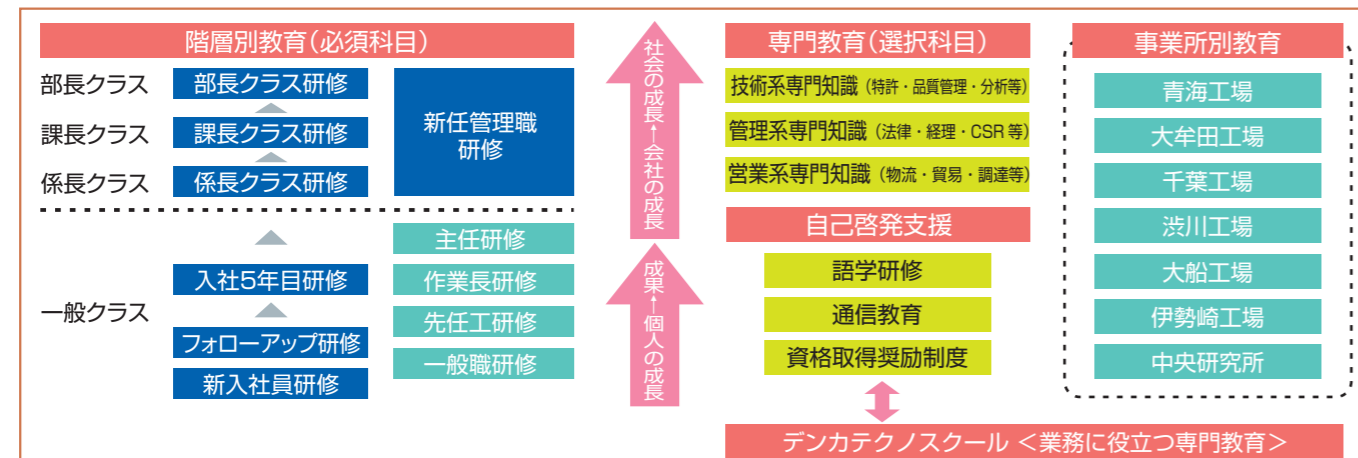 階層別教育（必須科目）
部長クラス
部長クラス研修
課長クラス
課長クラス研修
係長クラス
係長クラス研修
新任管理職
研修
一般クラス
入社5年目研修
フォローアップ研修
新入社員研修
主任研修
作業長研修
先任工研修
一般職研修
社会の成長←会社の成長
成果←個人の成長
専門教育（選択科目）
技術系専門知識（特許・品質管理・分析等）
管理系専門知識（法律・経理・CSR等）
営業系専門知識（物流・貿易・調達等）
自己啓発支援
語学研修
通信教育
資格取得奨励制度
事業所別教育
青海工場
大牟田工場
千葉工場
渋川工場
大船工場
伊勢崎工場
中央研究所
デンカテクノスクール ＜業務に役立つ専門教育＞